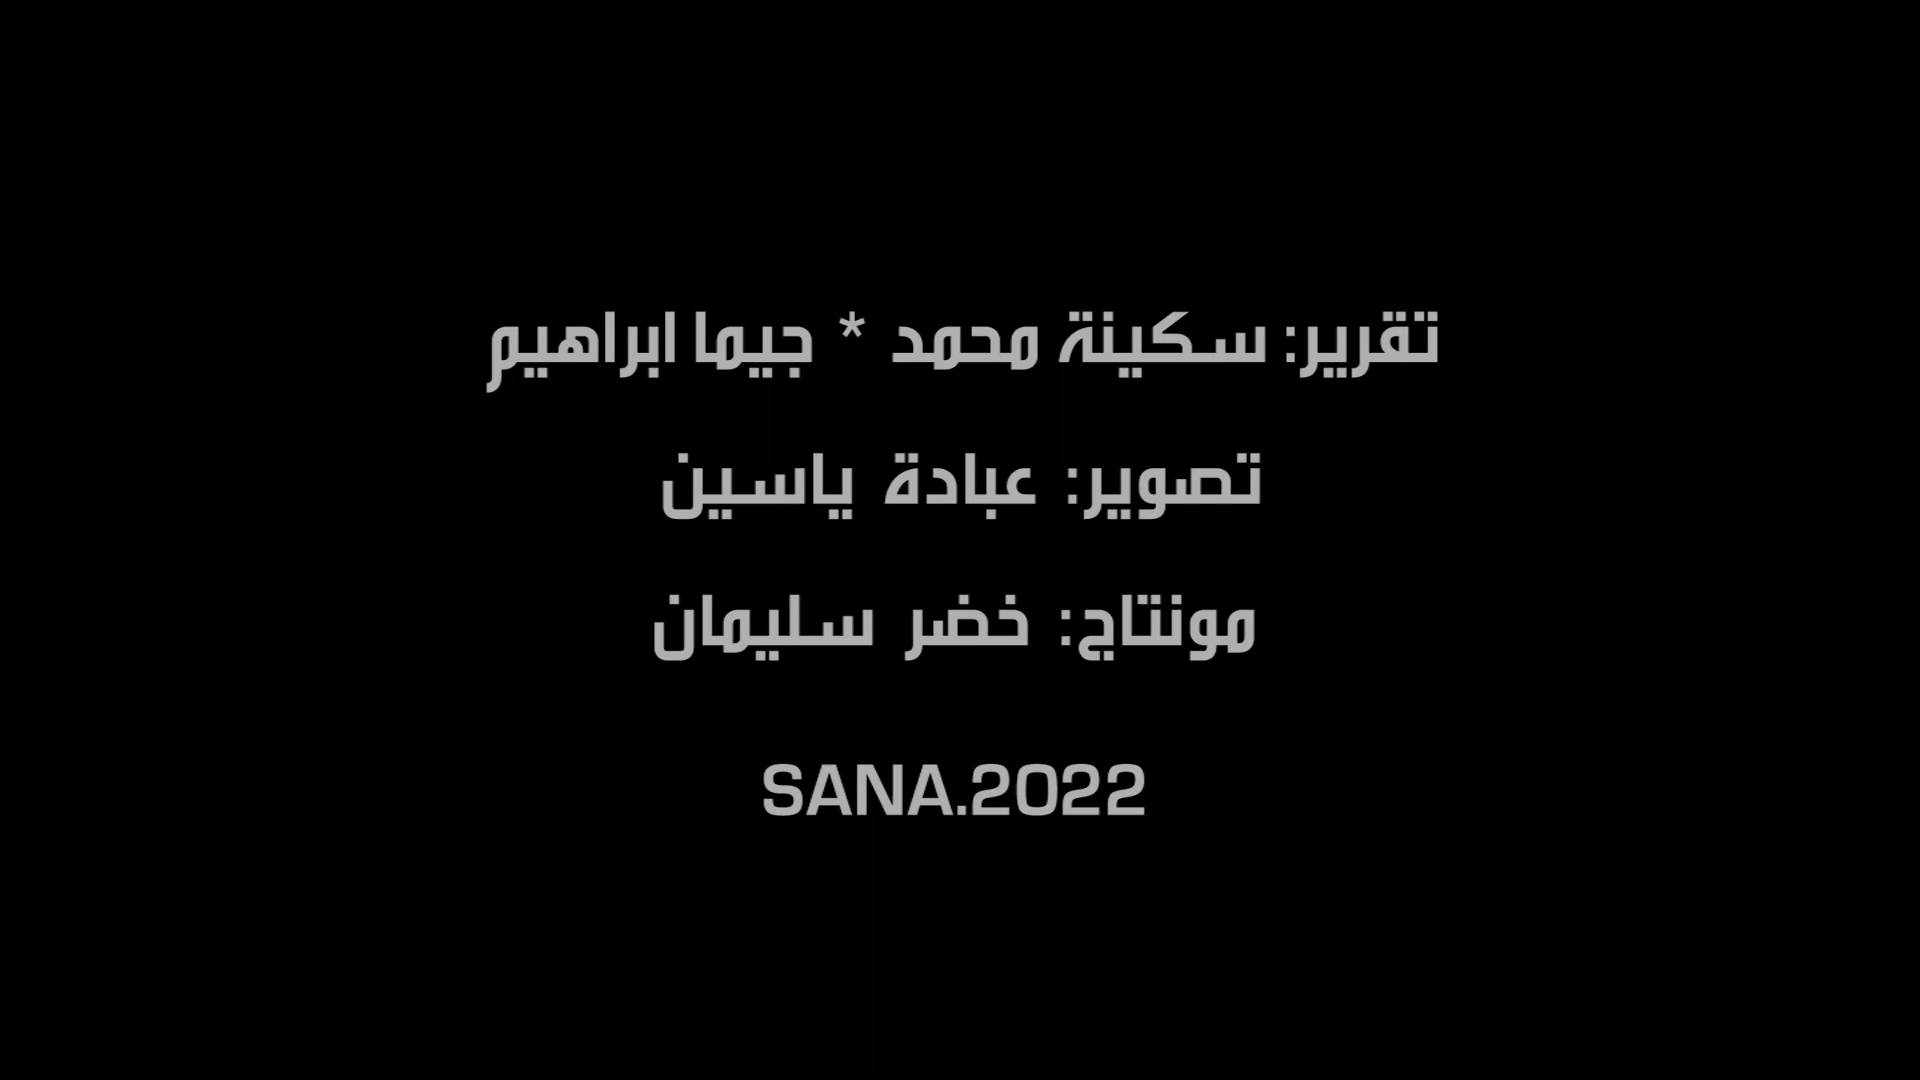 تقرير: سكينة محمد * جيما ابراهيم
تصوير: عبادة ياسين
مونتاج: خضر سليمان
SANA.2022